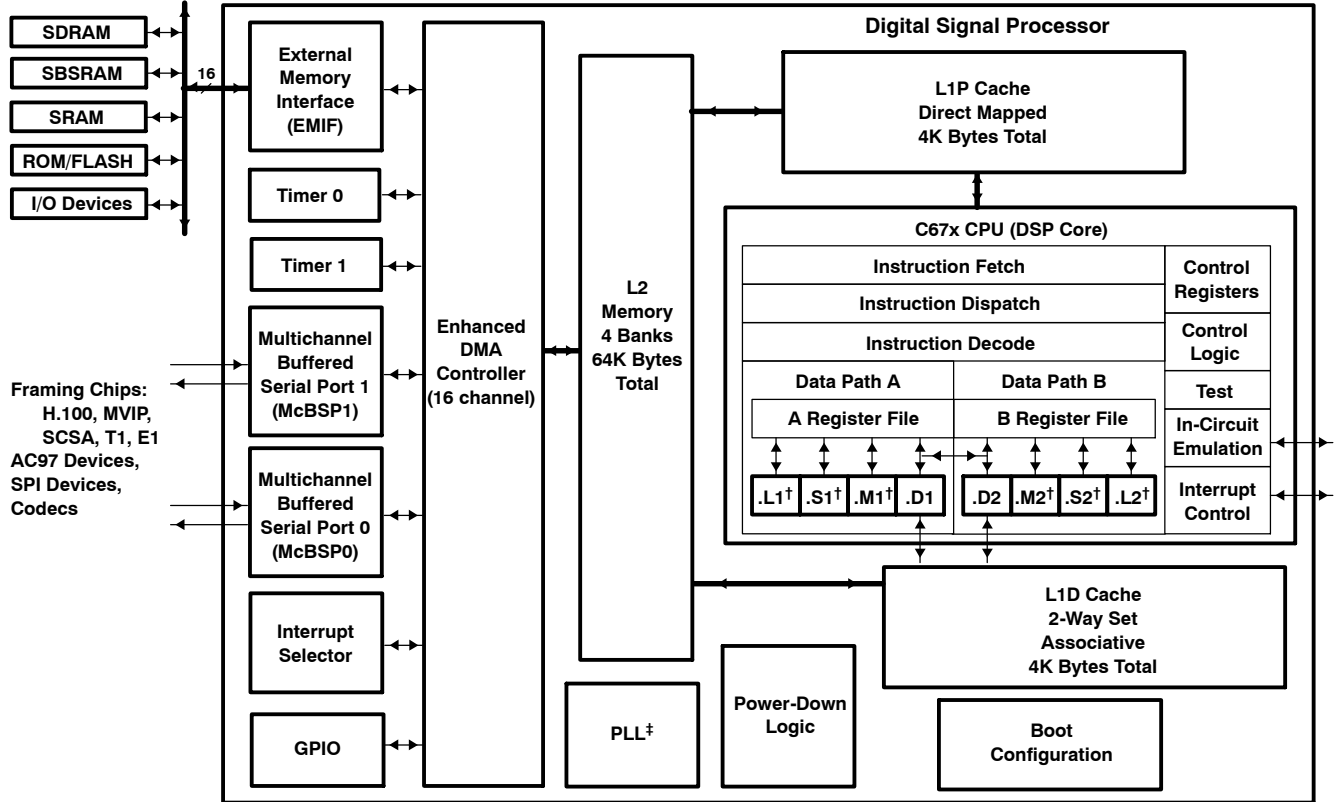 Digital Signal Processor
SDRAM
SBSRAM
SRAM
ROM/FLASH
I/O Devices
16
External
Memory
Interface
(EMIF)
Timer 0
Timer 1
Multichannel
Buffered
Serial Port 1
(McBSP1)
Framing Chips:
H.100, MVIP,
SCSA, T1, E1
AC97 Devices,
SPI Devices,
Codecs
Multichannel
Buffered
Serial Port 0
(McBSP0)
Interrupt
Selector
GPIO
Enhanced
DMA
Controller
(16 channel)
L2
Memory
4 Banks
64K Bytes
Total
L1P Cache
Direct Mapped
4K Bytes Total
C67x CPU (DSP Core)
Instruction Fetch
Instruction Dispatch
Instruction Decode
Data Path A
Data Path B
A Register File
B Register File
.L1†
.S1†
.M1†
.D1
.D2
.M2†
.S2†
.L2†
Control
Registers
Control
Logic
Test
In-Circuit
Emulation
Interrupt
Control
L1D Cache
2-Way Set
Associative
4K Bytes Total
PLL‡
Power-Down
Logic
Boot
Configuration